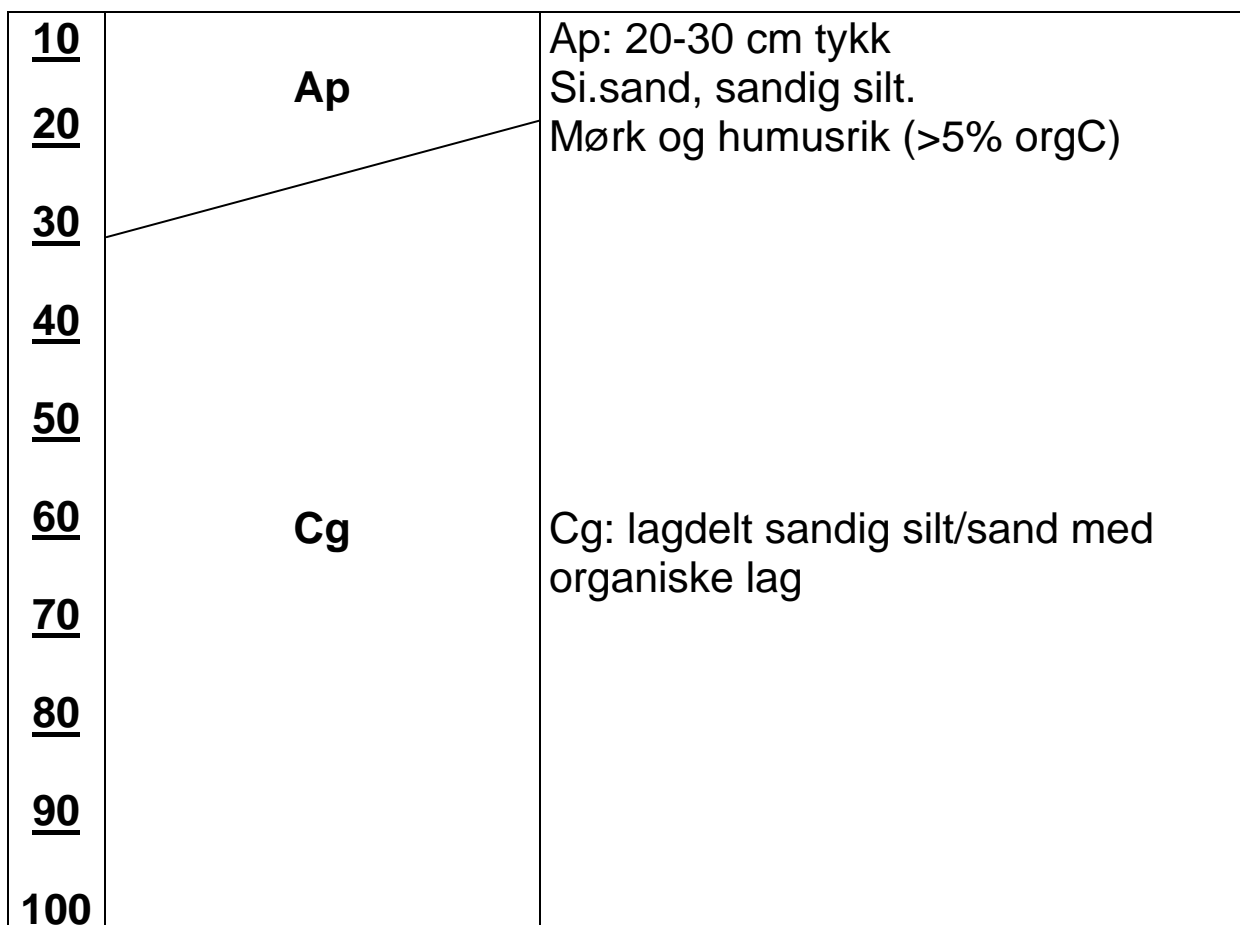 10
Ap
20
30
40
50
60
Cg
70
80
90
100
Ap: 20-30 cm tykk
Si.sand, sandig silt.
Mørk og humusrik (>5% orgC)
Cg: lagdelt sandig silt/sand med
organiske lag